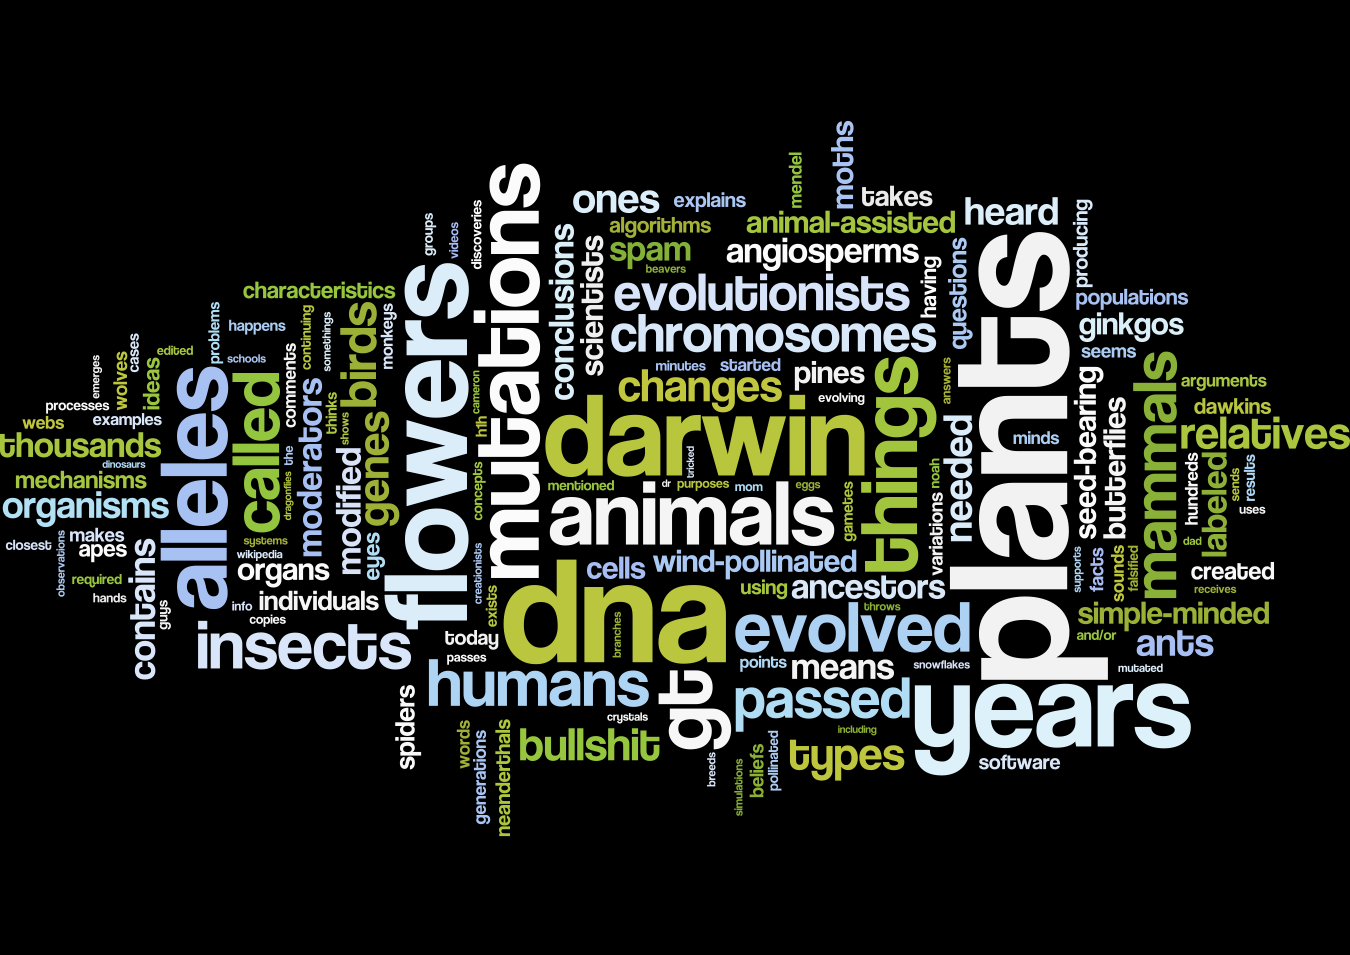 moths
mendel
takes
ones
explains
heard
producing
algorithms
animal-assisted
mutations
discoveries
groups
videos
conclusions
scientists
spam
beavers
angiosperms
having
questions
plants
populations
ginkgos
seems
flowers
evolutionists
chromosomes
characteristics
problems
happens
schools
continuing
somethings
birds
monkeys
minutes
started
pines
evolving
changes
things
answers
emerges
wolves
cases
edited
ideas
processes
examples
webs
thousands
dinosaurs
mechanisms
organisms
alleles
called
comments
the
dragonflies
moderators
thinks
shows
modified
genes
eyes
h1h
cameron
concepts
creationists
exists
darwin
tricked
mentioned
dr
purposes
mom
eggs
animals
gametes
noah
variations
needed
minds
seed-bearing
butterflies
mammals
arguments
dawkins
relatives
hundreds
labeled
sends
results
uses
dad
closest
observations
makes
apes
required
hands
contains
guys
systems
wikipedia
organs
info
individuals
copies
insects
today
passes
dna
branches
cells
wind-pollinated
using
ancestors
throws
evolved
supports
facts
sounds
falsified
created
receives
simple-minded
and/or
ants
mutated
points
means
snowflakes
humans
crystals
gt
passed
years
spiders
words
generations
neanderthals
bullshit
breeds
simulations
beliefs
pollinated
including
types
software